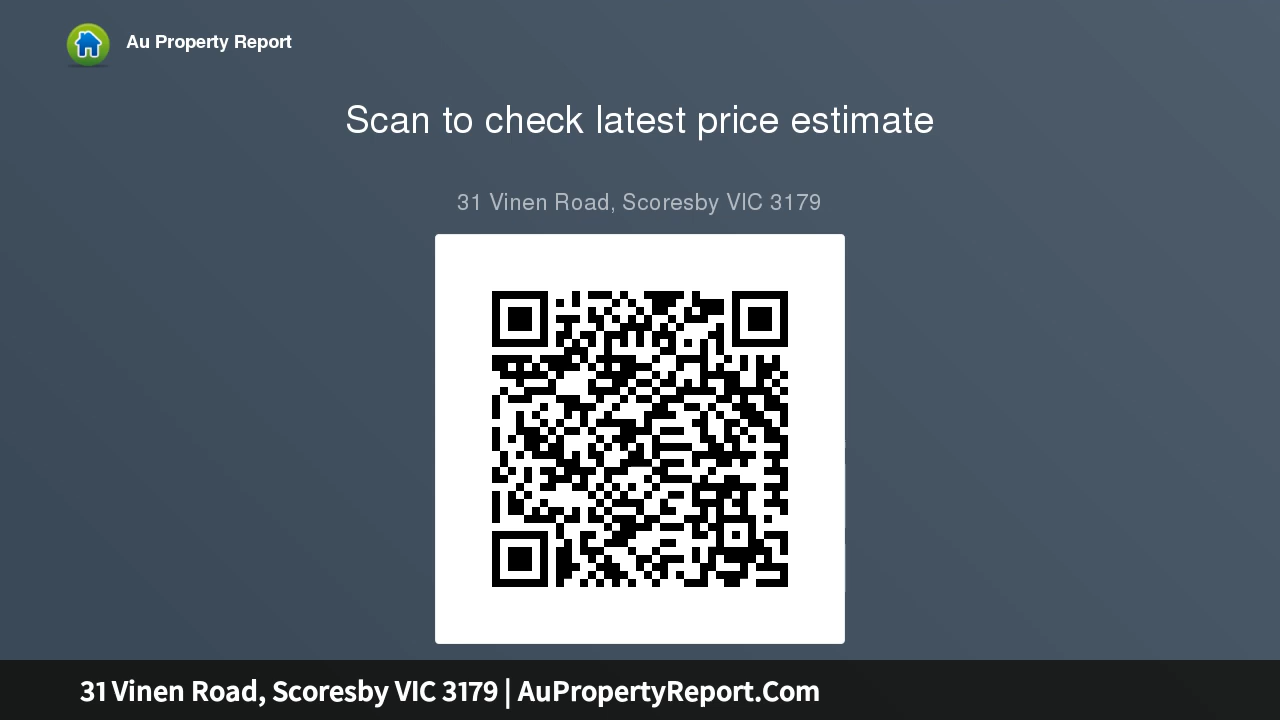 Au Property Report
Scan to check latest price estimate
31 Vinen Road, Scoresby VIC 3179
31 Vinen Road, Scoresby VIC 3179 | AuPropertyReport.Com